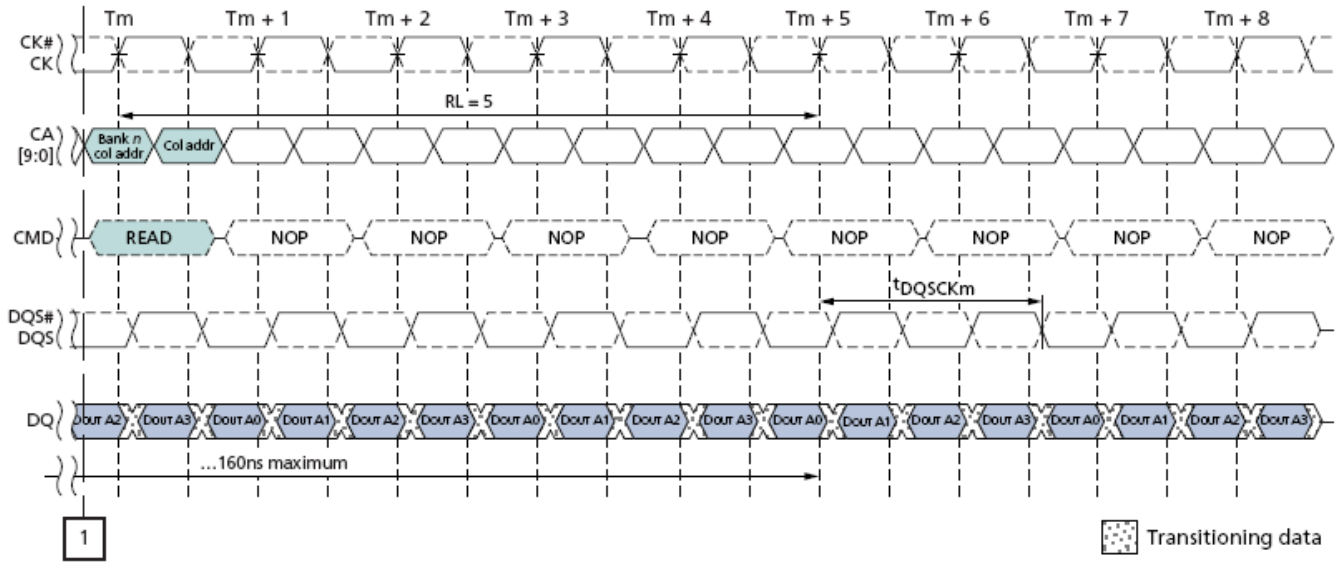 Tm Tm + 1 Tm + 2 Tm + 3 Tm + 4 Tm + 5 Tm + 6 Tm + 7 Tm + 8
CK#
CK
RL = 5
CA
[9:0]
Bank n
col addr
Col addr
CMD READ NOP NOP NOP NOP NOP NOP NOP NOP
tDQSCKm
DQS#
DQS
DQ DOUT A2 DOUT A3 DOUT A0 DOUT A1 DOUT A2 DOUT A3 DOUT A0 DOUT A1 DOUT A2 DOUT A3 DOUT A0 DOUT A1 DOUT A2 DOUT A3 DOUT A0 DOUT A1 DOUT A2 DOUT A3
...160ns maximum
1
Transitioning data